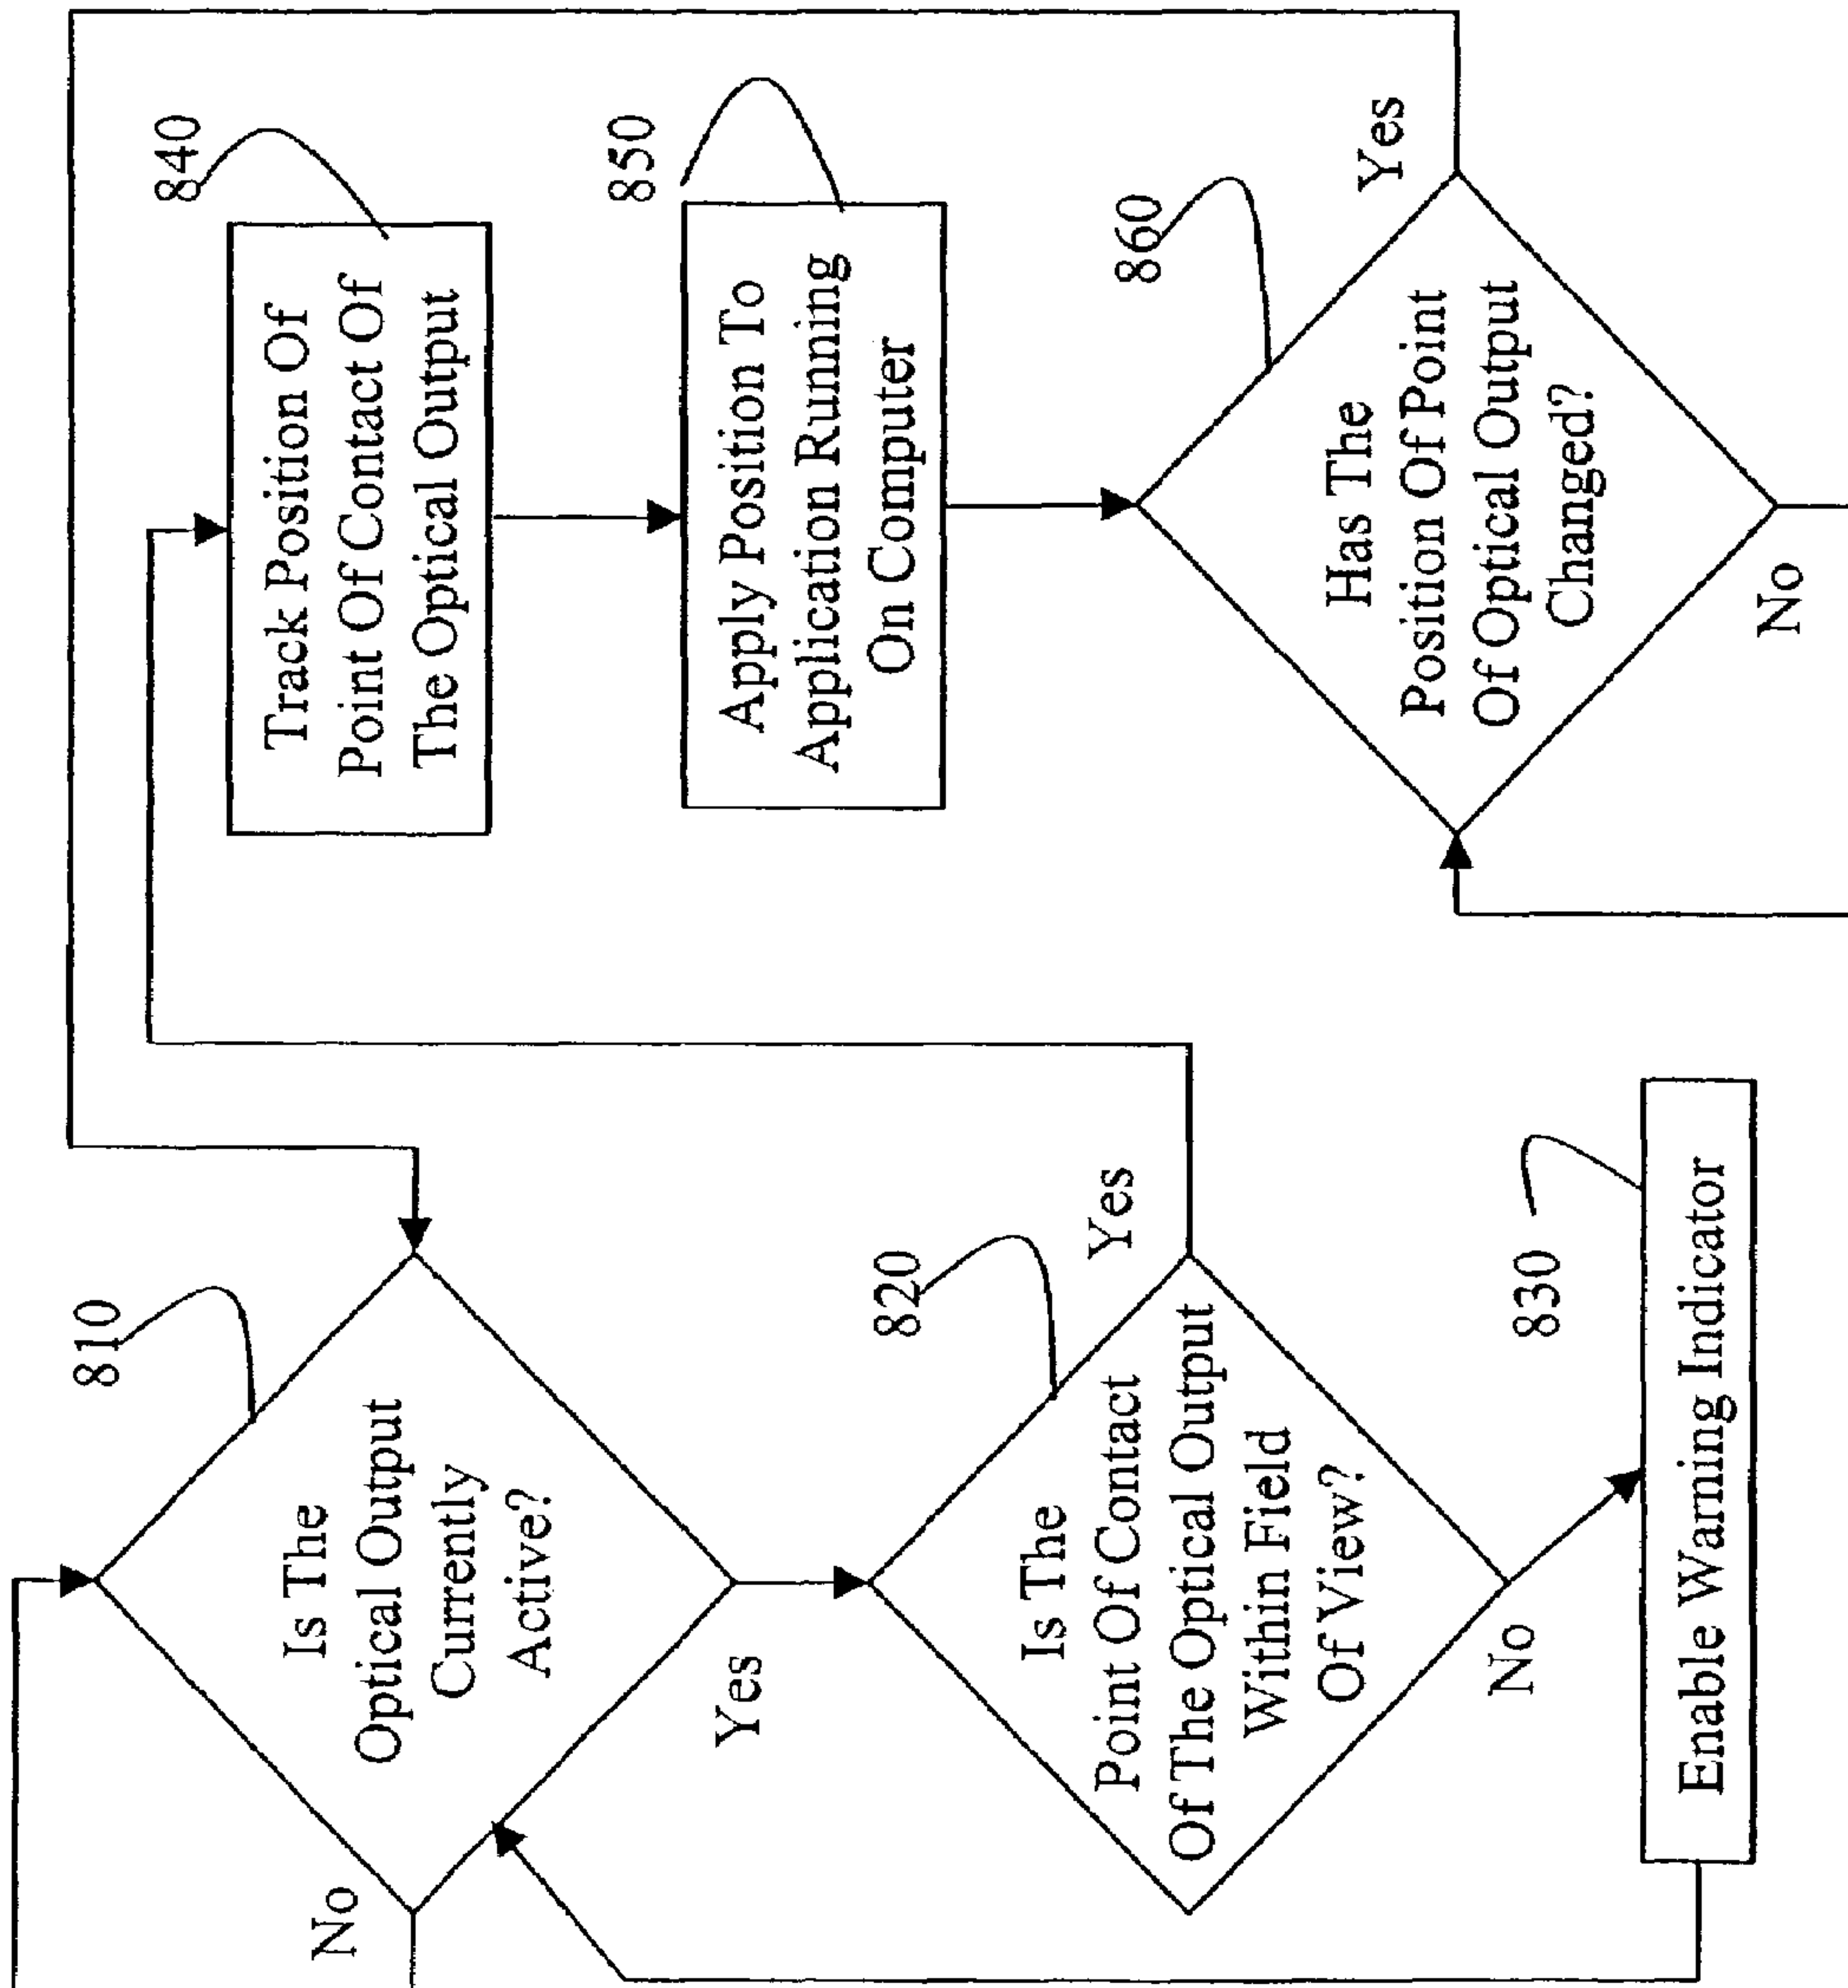 810
Is The
Optical Output
Currently
Active?
No
Yes
820
Is The
Point Of Contact
Of The Optical Output
Within Field
Of View?
Yes
No
830
Enable Warning Indicator
840
Track Position Of
Point Of Contact Of
The Optical Output
850
Apply Position To
Application Running
On Computer
860
Has The
Position Of Point
Of Optical Output
Changed?
Yes
No